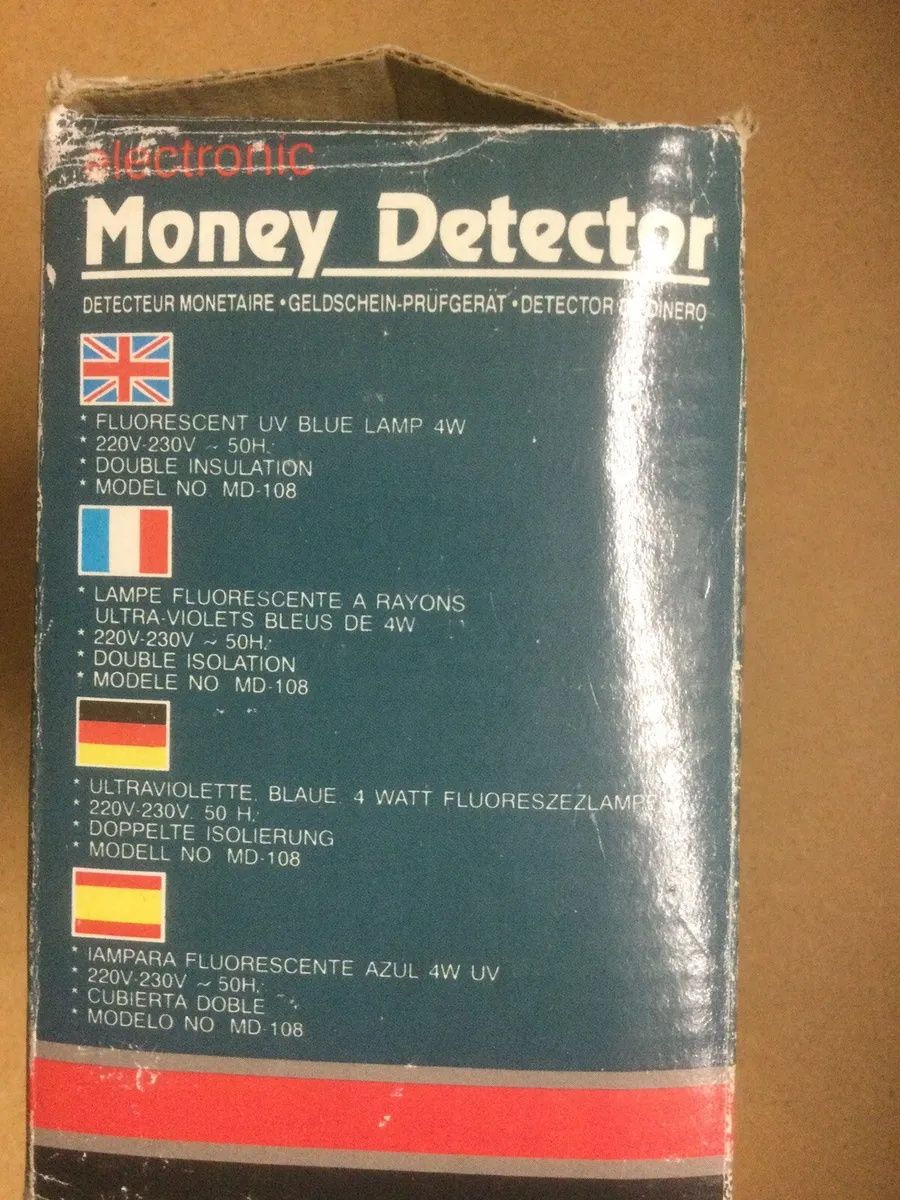 electronic
Money Detector
DETECTEUR MONETAIRE • GELDSCHEIN-PRUFGERAT • DETECTOR DINERO
* FLUORESCENT UV BLUE LAMP 4W
* 220V-230V ~ 50H
* DOUBLE INSULATION
* MODEL NO MD-108
* LAMPE FLUORESCENTE A RAYONS
ULTRA-VIOLETS BLEUS DE 4W
* 220V-230V ~ 50H
* DOUBLE ISOLATION
* MODELE NO MD-108
* ULTRAVIOLETTE. BLAUE. 4 WATT FLUORESZEZLAMPE
* 220V-230V. 50 H
* DOPPELTE ISOLIERUNG
* MODELL NO MD-108
* IAMPARA FLUORESCENTE AZUL 4W UV
* 220V-230V ~ 50H
* CUBIERTA DOBLE
* MODELO NO MD-108